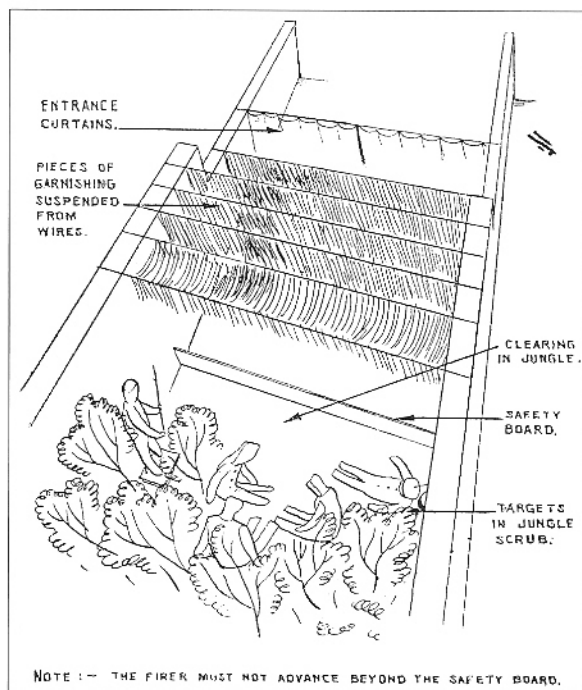 ENTRANCE
CURTAINS.
PIECES OF
GARNISHING
SUSPENDED
FROM
WIRES.
CLEARING
IN JUNGLE.
SAFETY
BOARD.
TARGETS
IN JUNGLE
SCRUB.
NOTE :— THE FIRER MUST NOT ADVANCE BEYOND THE SAFETY BOARD.